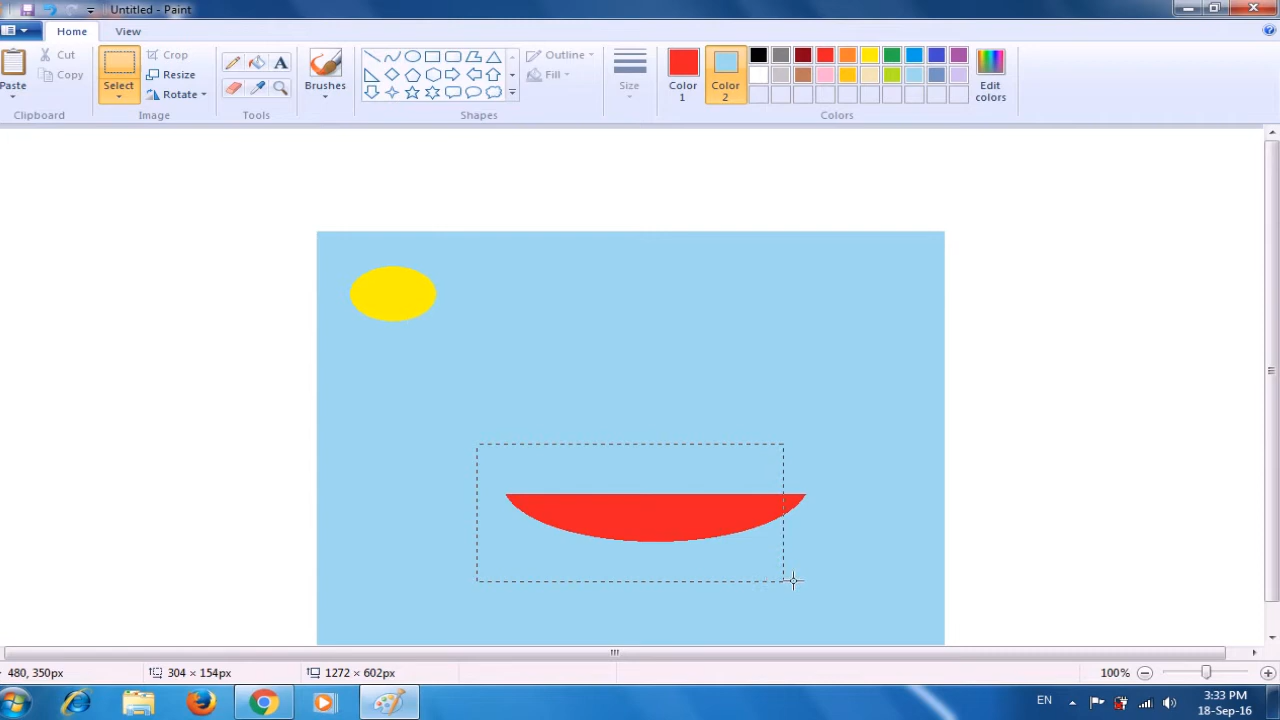 Untitled - Paint
Home View
Paste
Cut
Copy
Clipboard
Select
Crop
Resize
Rotate
Image
A
Tools
Brushes
Shapes
Outline
Fill
Size
Color 1
Color 2
Edit colors
Colors
480, 350px
304 × 154px
1272 × 602px
100%
EN
3:33 PM
18-Sep-16